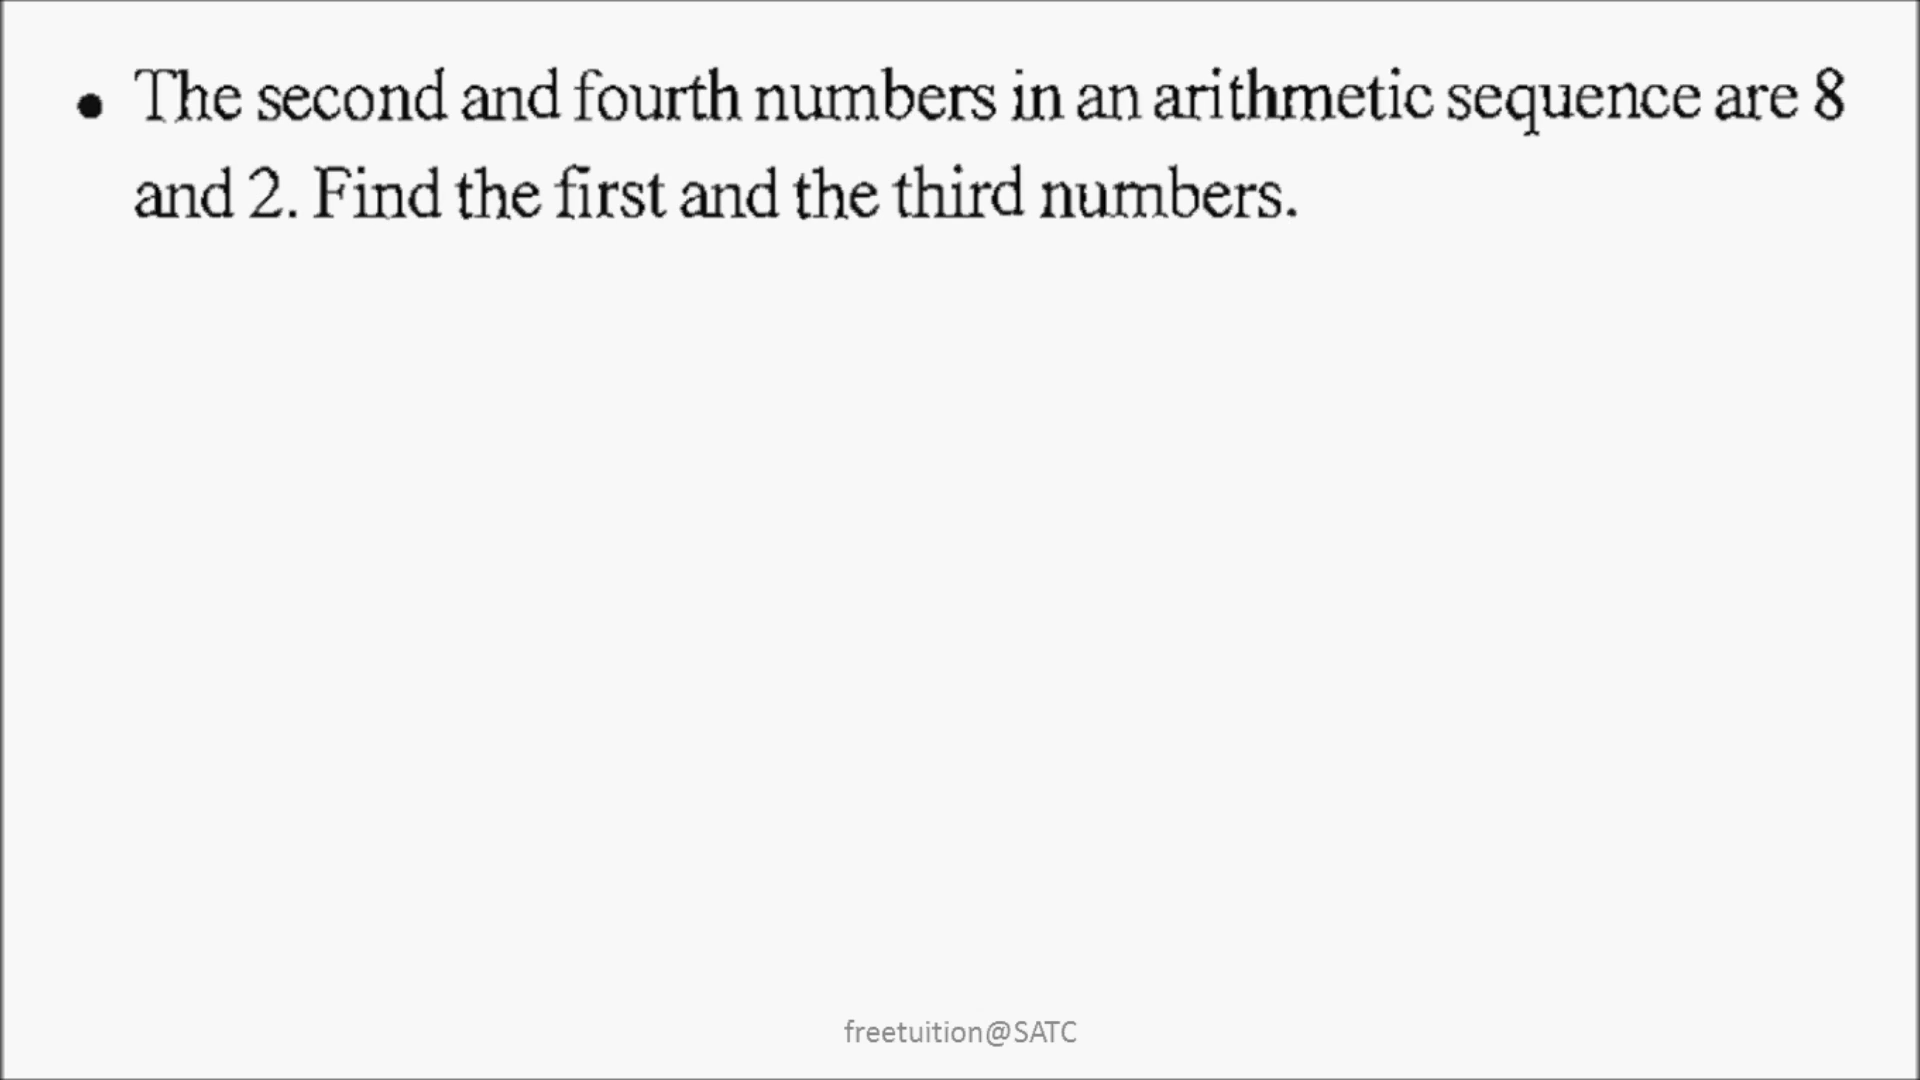 • The second and fourth numbers in an arithmetic sequence are 8
and 2. Find the first and the third numbers.
freetuition@SATC